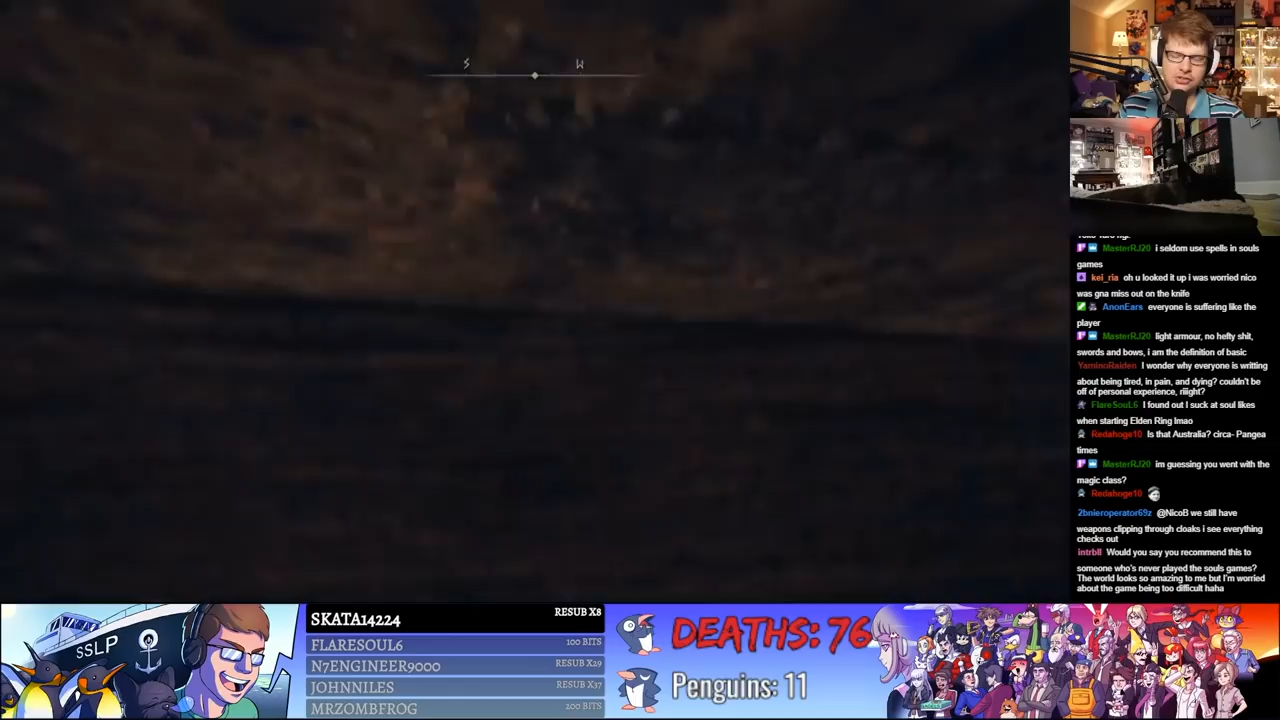 S W
MasterRJ20 i seldom use spells in souls
games
kei_ria oh u looked it up i was worried nico
was gna miss out on the knife
AnonEars everyone is suffering like the
player
MasterRJ20 light armour, no hefty shit,
swords and bows, i am the definition of basic
YaminoRaiden I wonder why everyone is writting
about being tired, in pain, and dying? couldn't be
off of personal experience, riiight?
FlareSouL6 I found out I suck at soul likes
when starting Elden Ring lmao
Redahoge10 Is that Australia? circa- Pangea
times
MasterRJ20 im guessing you went with the
magic class?
Redahoge10
2bnieroperator69z @NicoB we still have
weapons clipping through cloaks i see everything
checks out
intrbll Would you say you recommend this to
someone who's never played the souls games?
The world looks so amazing to me but I'm worried
about the game being too difficult haha
SSLP
SKATA14224 RESUB X8
FLARESOUL6 100 BITS
N7ENGINEER9000 RESUB X29
JOHNNILES RESUB X37
MRZOMBFROG 200 BITS
DEATHS: 76
Penguins: 11